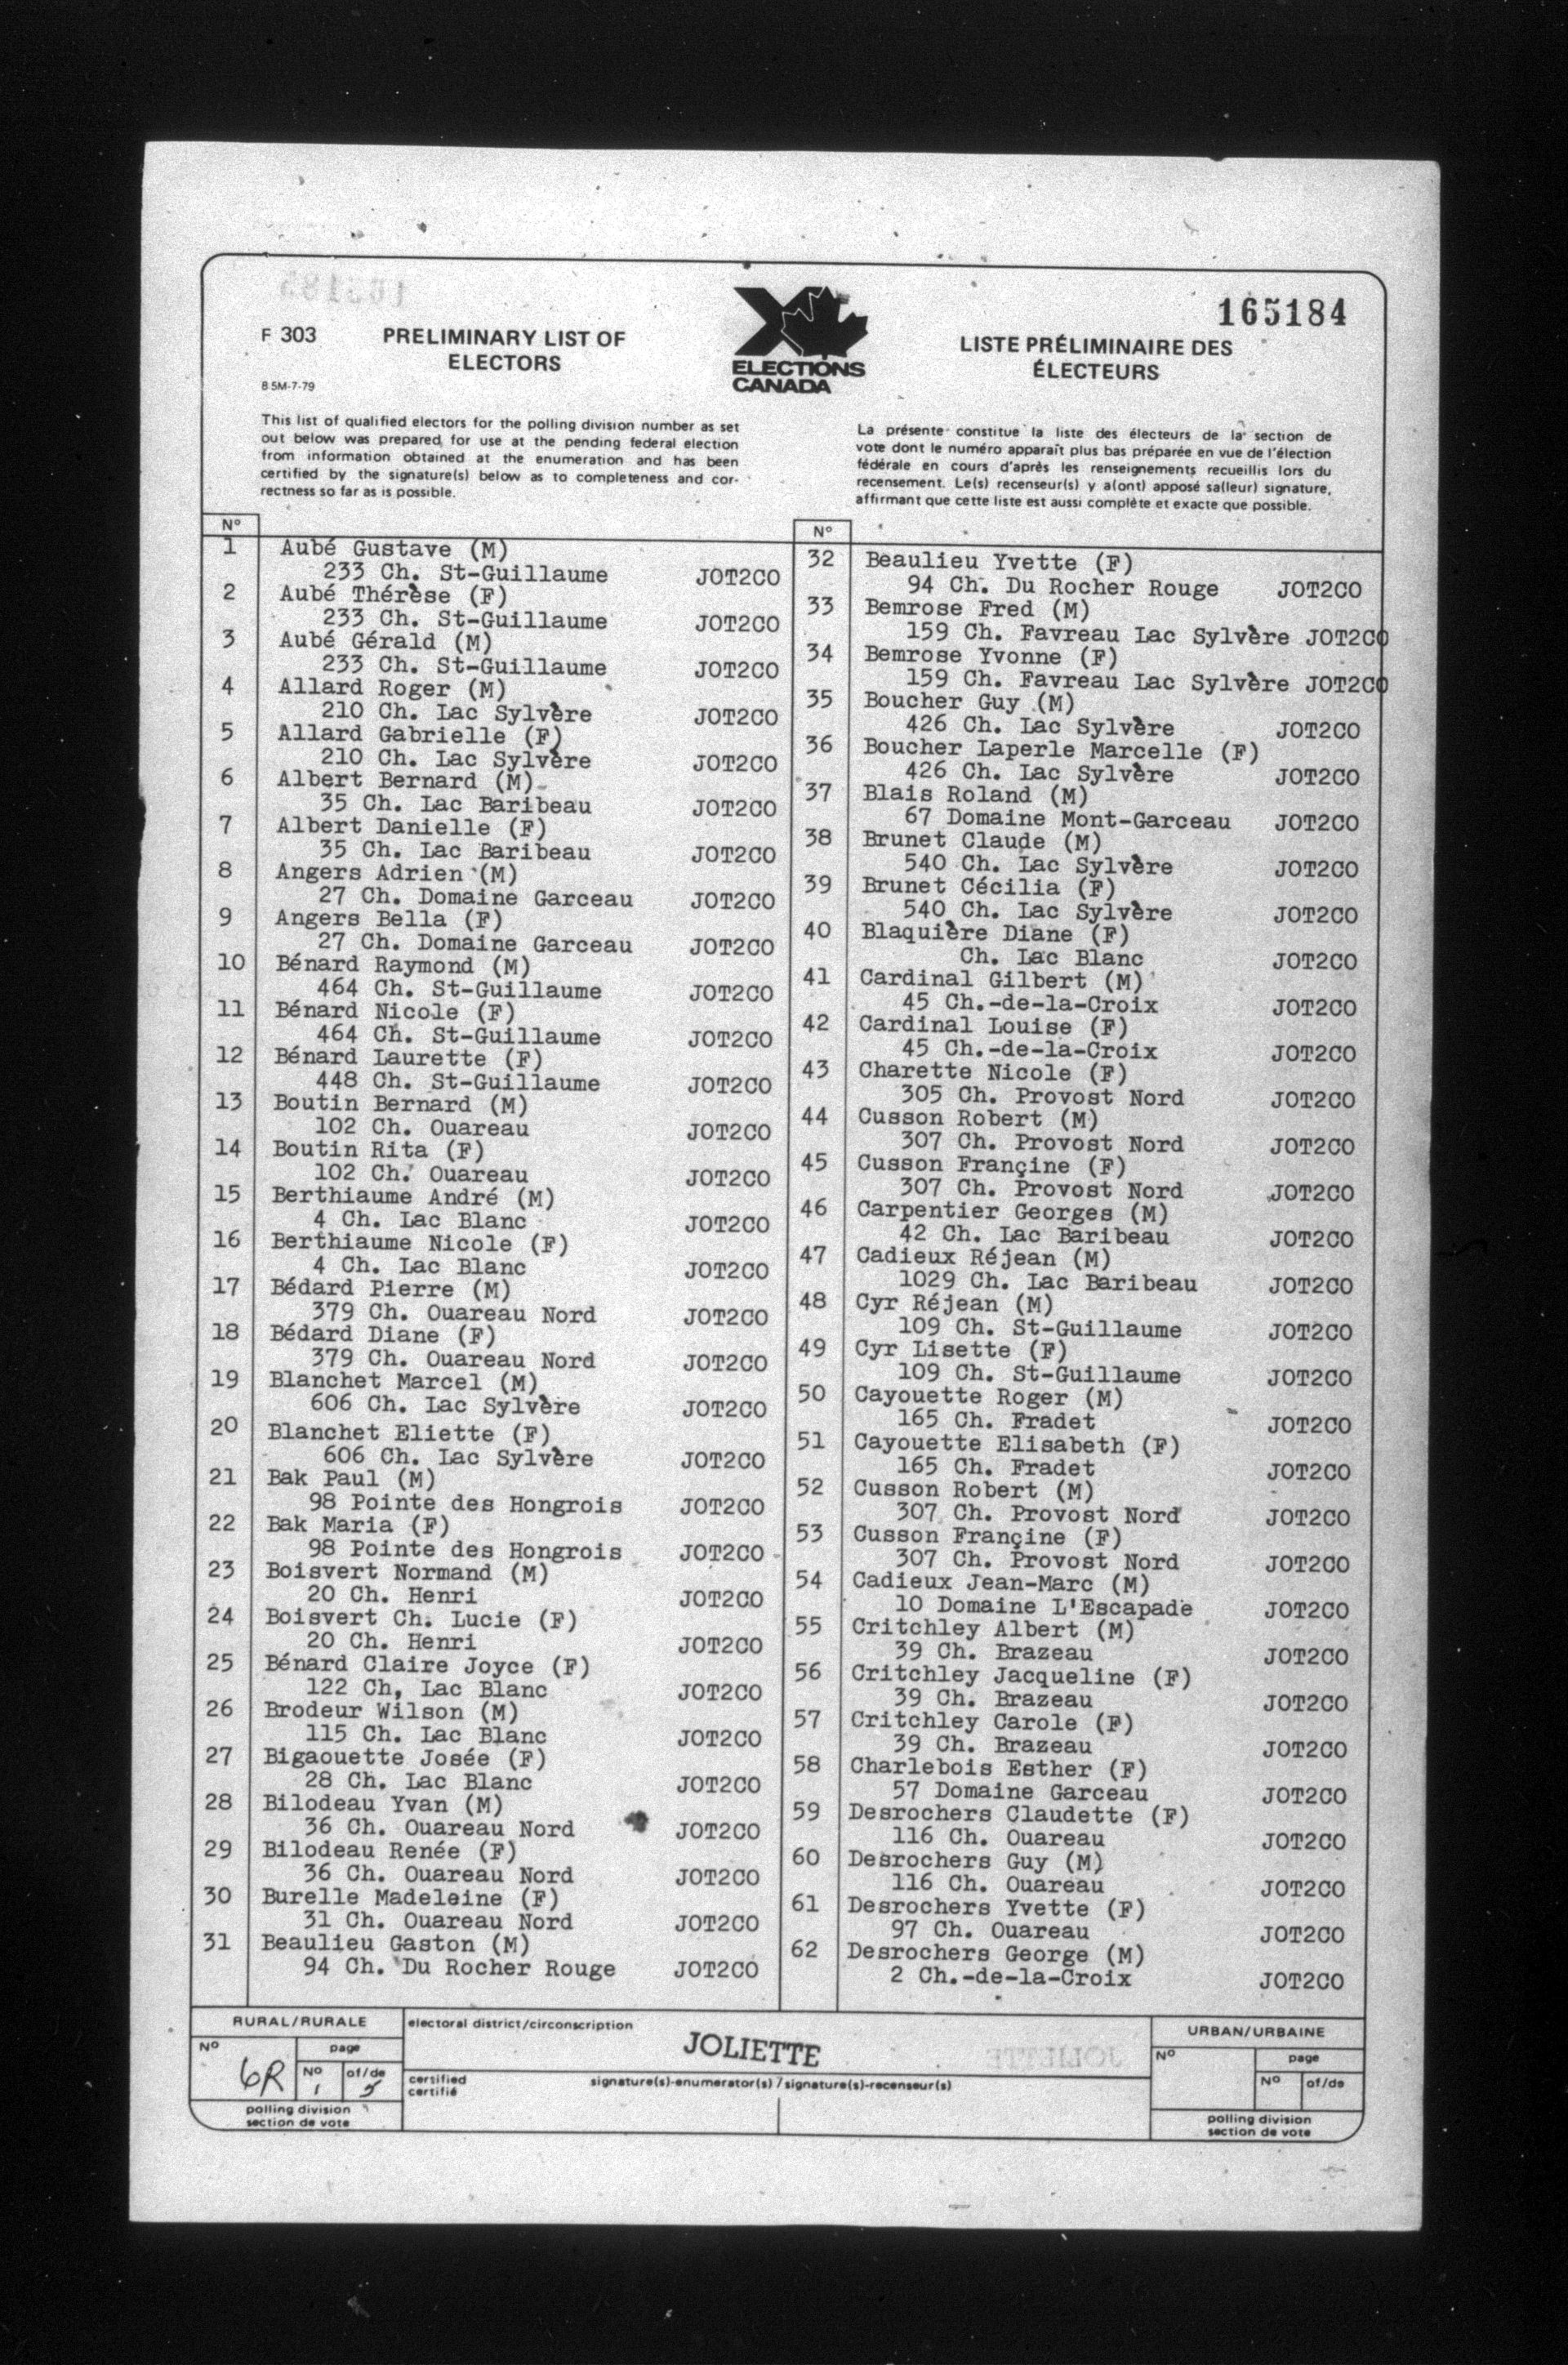 165184
F 303
PRELIMINARY LIST OF
ELECTORS
8 5M-7-79
ELECTIONS
CANADA
LISTE PRÉLIMINAIRE DES
ÉLECTEURS
This list of qualified electors for the polling division number as set
out below was prepared for use at the pending federal election
from information obtained at the enumeration and has been
certified by the signature(s) below as to completeness and cor-
rectness so far as is possible.
La présente constitue la liste des électeurs de la section de
vote dont le numéro apparaît plus bas préparée en vue de l'élection
fédérale en cours d'après les renseignements recueillis lors du
recensement. Le(s) recenseur(s) y a(ont) apposé sa(leur) signature,
affirmant que cette liste est aussi complète et exacte que possible.
Nº
1 Aubé Gustave (M)
233 Ch. St-Guillaume JOT2CO
2 Aubé Thérèse (F)
233 Ch. St-Guillaume JOT2CO
3 Aubé Gérald (M)
233 Ch. St-Guillaume JOT2CO
4 Allard Roger (M)
210 Ch. Lac Sylvère JOT2CO
5 Allard Gabrielle (F)
210 Ch. Lac Sylvère JOT2CO
6 Albert Bernard (M)
35 Ch. Lac Baribeau JOT2CO
7 Albert Danielle (F)
35 Ch. Lac Baribeau JOT2CO
8 Angers Adrien (M)
27 Ch. Domaine Garceau JOT2CO
9 Angers Bella (F)
27 Ch. Domaine Garceau JOT2CO
10 Bénard Raymond (M)
464 Ch. St-Guillaume JOT2CO
11 Bénard Nicole (F)
464 Ch. St-Guillaume JOT2CO
12 Bénard Laurette (F)
448 Ch. St-Guillaume JOT2CO
13 Boutin Bernard (M)
102 Ch. Ouareau JOT2CO
14 Boutin Rita (F)
102 Ch. Ouareau JOT2CO
15 Berthiaume André (M)
4 Ch. Lac Blanc JOT2CO
16 Berthiaume Nicole (F)
4 Ch. Lac Blanc JOT2CO
17 Bédard Pierre (M)
379 Ch. Ouareau Nord JOT2CO
18 Bédard Diane (F)
379 Ch. Ouareau Nord JOT2CO
19 Blanchet Marcel (M)
606 Ch. Lac Sylvère JOT2CO
20 Blanchet Eliette (F)
606 Ch. Lac Sylvère JOT2CO
21 Bak Paul (M)
98 Pointe des Hongrois JOT2CO
22 Bak Maria (F)
98 Pointe des Hongrois JOT2CO
23 Boisvert Normand (M)
20 Ch. Henri JOT2CO
24 Boisvert Ch. Lucie (F)
20 Ch. Henri JOT2CO
25 Bénard Claire Joyce (F)
122 Ch, Lac Blanc JOT2CO
26 Brodeur Wilson (M)
115 Ch. Lac Blanc JOT2CO
27 Bigaouette Josée (F)
28 Ch. Lac Blanc JOT2CO
28 Bilodeau Yvan (M)
36 Ch. Ouareau Nord JOT2CO
29 Bilodeau Renée (F)
36 Ch. Ouareau Nord JOT2CO
30 Burelle Madeleine (F)
31 Ch. Ouareau Nord JOT2CO
31 Beaulieu Gaston (M)
94 Ch. Du Rocher Rouge JOT2CO
Nº
32 Beaulieu Yvette (F)
94 Ch. Du Rocher Rouge JOT2CO
33 Bemrose Fred (M)
159 Ch. Favreau Lac Sylvère JOT2CO
34 Bemrose Yvonne (F)
159 Ch. Favreau Lac Sylvère JOT2CO
35 Boucher Guy (M)
426 Ch. Lac Sylvère JOT2CO
36 Boucher Laperle Marcelle (F)
426 Ch. Lac Sylvère JOT2CO
37 Blais Roland (M)
67 Domaine Mont-Garceau JOT2CO
38 Brunet Claude (M)
540 Ch. Lac Sylvère JOT2CO
39 Brunet Cécilia (F)
540 Ch. Lac Sylvère JOT2CO
40 Blaquière Diane (F)
Ch. Lac Blanc JOT2CO
41 Cardinal Gilbert (M)
45 Ch.-de-la-Croix JOT2CO
42 Cardinal Louise (F)
45 Ch.-de-la-Croix JOT2CO
43 Charette Nicole (F)
305 Ch. Provost Nord JOT2CO
44 Cusson Robert (M)
307 Ch. Provost Nord JOT2CO
45 Cusson Françine (F)
307 Ch. Provost Nord JOT2CO
46 Carpentier Georges (M)
42 Ch. Lac Baribeau JOT2CO
47 Cadieux Réjean (M)
1029 Ch. Lac Baribeau JOT2CO
48 Cyr Réjean (M)
109 Ch. St-Guillaume JOT2CO
49 Cyr Lisette (F)
109 Ch. St-Guillaume JOT2CO
50 Cayouette Roger (M)
165 Ch. Fradet JOT2CO
51 Cayouette Elisabeth (F)
165 Ch. Fradet JOT2CO
52 Cusson Robert (M)
307 Ch. Provost Nord JOT2CO
53 Cusson Françine (F)
307 Ch. Provost Nord JOT2CO
54 Cadieux Jean-Marc (M)
10 Domaine L'Escapade JOT2CO
55 Critchley Albert (M)
39 Ch. Brazeau JOT2CO
56 Critchley Jacqueline (F)
39 Ch. Brazeau JOT2CO
57 Critchley Carole (F)
39 Ch. Brazeau JOT2CO
58 Charlebois Esther (F)
57 Domaine Garceau JOT2CO
59 Desrochers Claudette (F)
116 Ch. Ouareau JOT2CO
60 Desrochers Guy (M)
116 Ch. Ouareau JOT2CO
61 Desrochers Yvette (F)
97 Ch. Ouareau JOT2CO
62 Desrochers George (M)
2 Ch.-de-la-Croix JOT2CO
RURAL/RURALE
Nº
6R
page
Nº
1
of/de
5
polling division
section de vote
electoral district/circonscription
JOLIETTE
certified
certifié
signature(s)-enumerator(s) / signature(s)-recenseur(s)
URBAN/URBAINE
Nº
page
Nº
of/de
polling division
section de vote